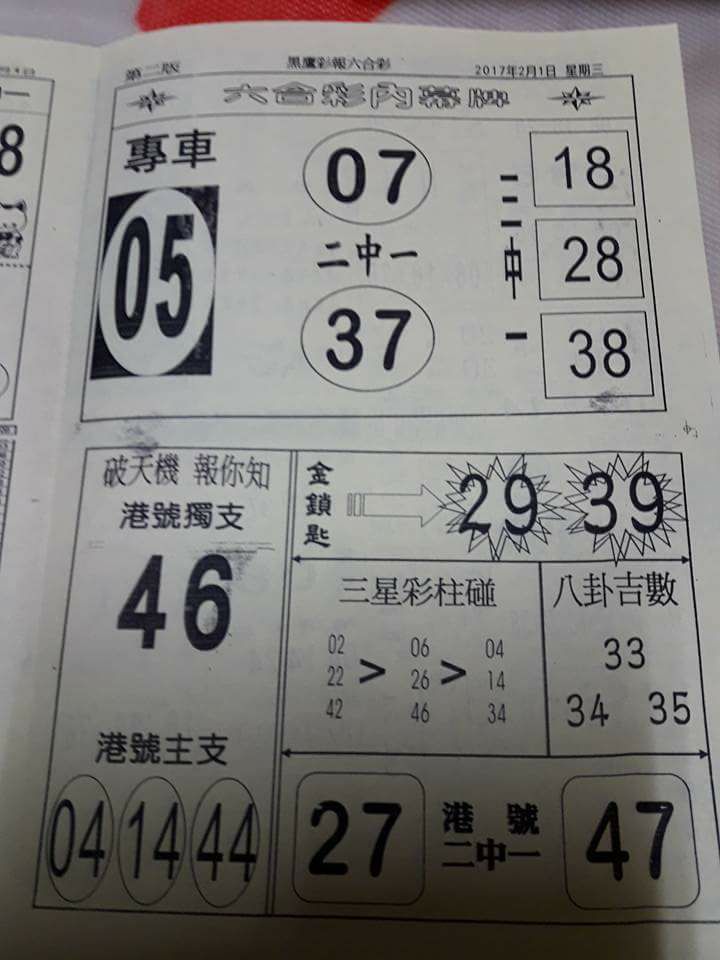 第二版 黑鷹彩報六合彩 2017年2月1日 星期三
六合彩內幕牌
專車
05
07
二中一
37
三中一
18
28
38
破天機 報你知
港號獨支
46
港號主支
04 14 44
金鎖匙
29 39
三星彩柱碰
02 06 04
22 > 26 > 14
42 46 34
八卦吉數
33
34 35
27
港號
二中一
47
8